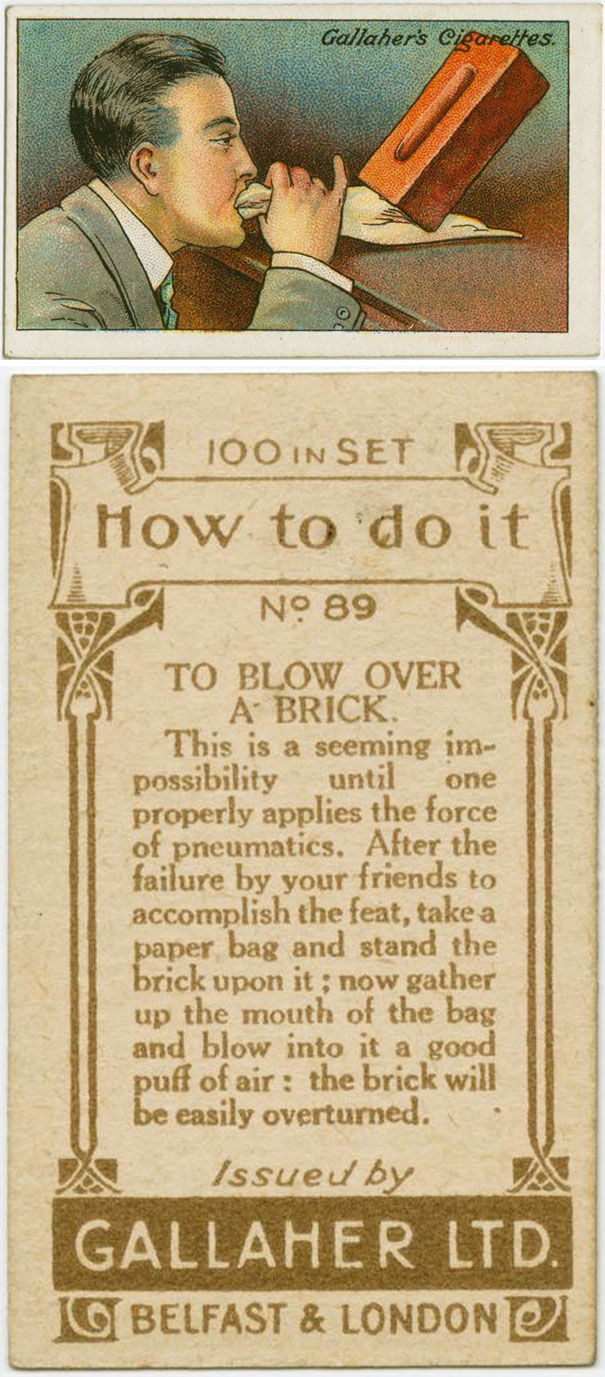 Gallaher's Cigarettes.
100 IN SET
How to do it
Nº 89
TO BLOW OVER
A BRICK.
This is a seeming im-
possibility until one
properly applies the force
of pneumatics. After the
failure by your friends to
accomplish the feat, take a
paper bag and stand the
brick upon it; now gather
up the mouth of the bag
and blow into it a good
puff of air: the brick will
be easily overturned.
Issued by
GALLAHER LTD.
BELFAST & LONDON